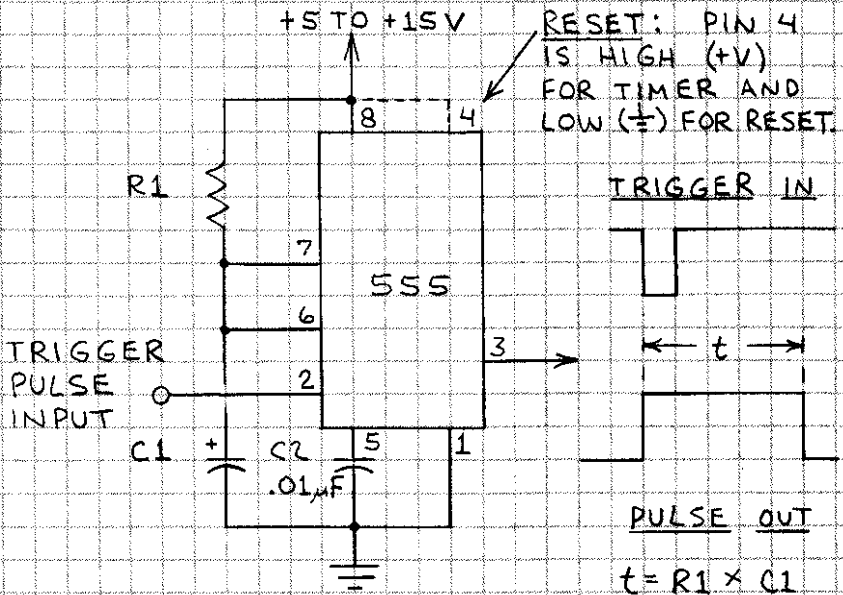 +5 TO +15V
RESET: PIN 4
IS HIGH (+V)
FOR TIMER AND
LOW (⏚) FOR RESET.
8
4
R1
TRIGGER IN
7
555
6
t
3
TRIGGER
PULSE
INPUT
2
C1
+
C2
.01µF
5
1
PULSE OUT
t = R1 × C1